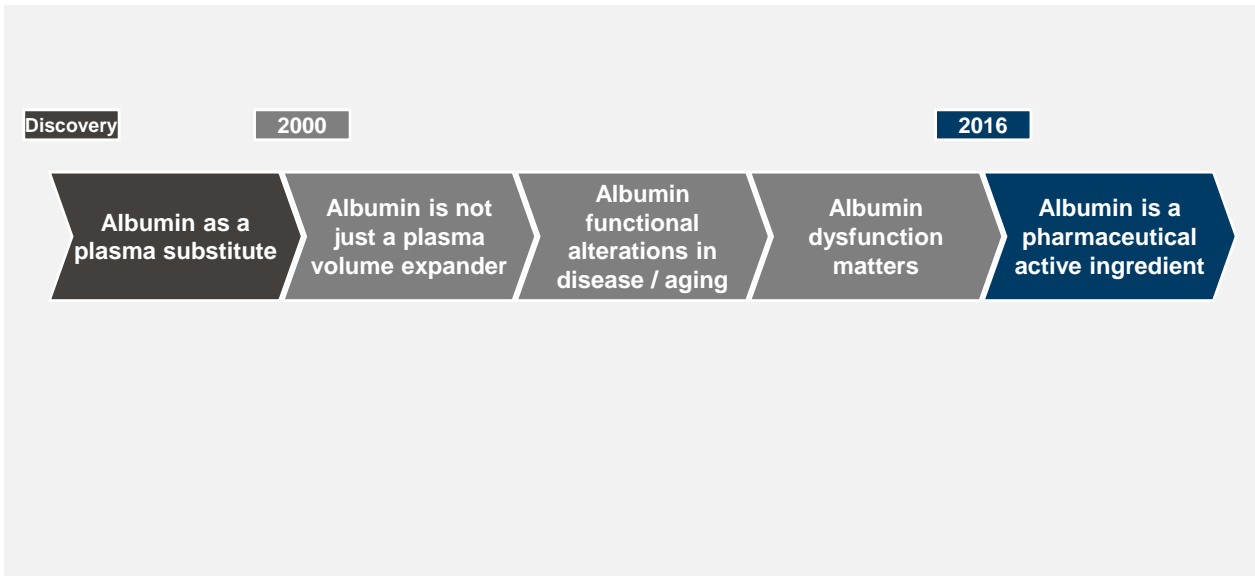 Discovery
2000
2016
Albumin as a
plasma substitute
Albumin is not
just a plasma
volume expander
Albumin
functional
alterations in
disease / aging
Albumin
dysfunction
matters
Albumin is a
pharmaceutical
active ingredient